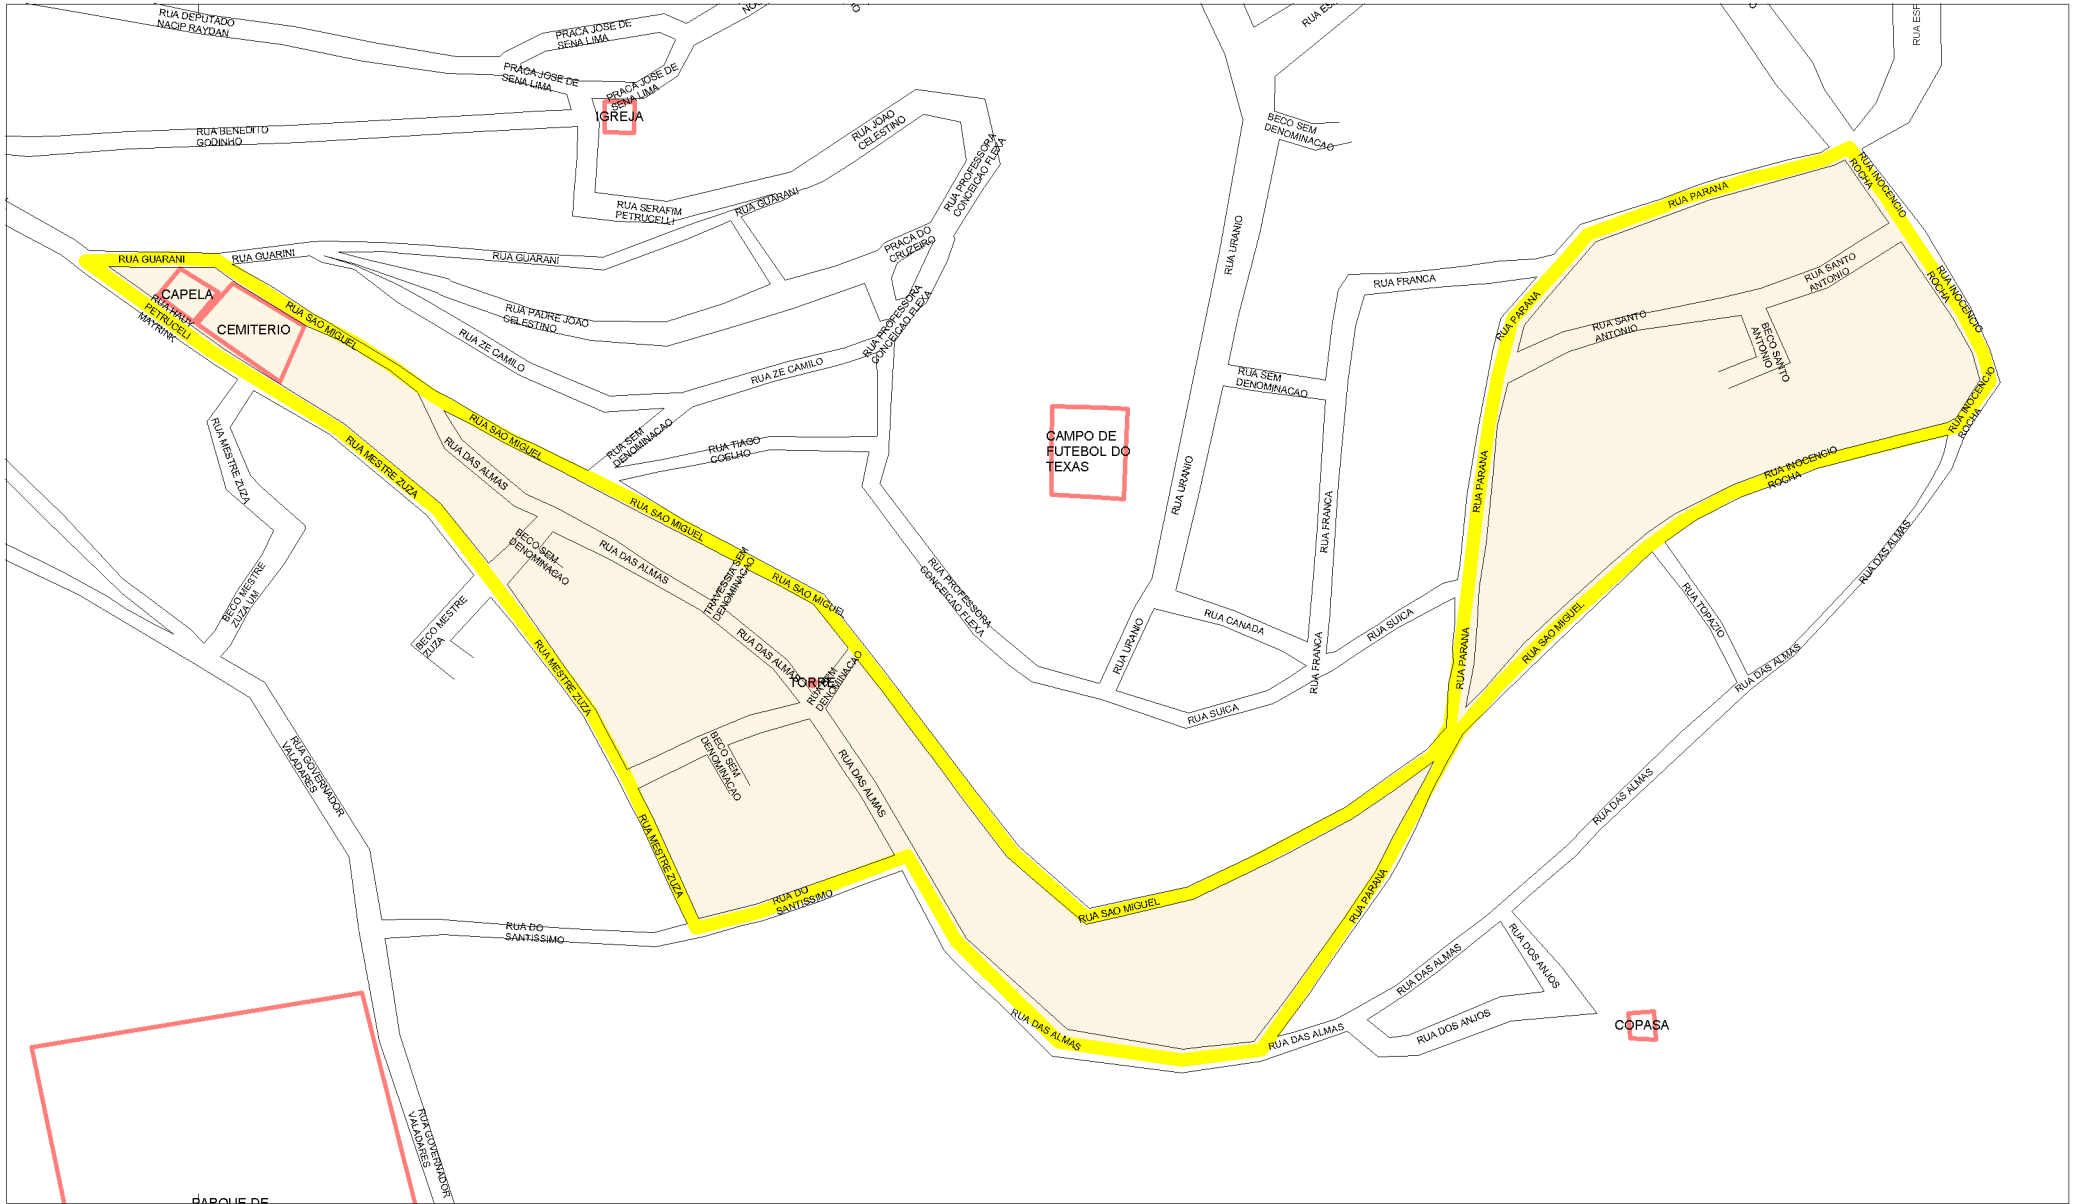 RUA DEPUTADO
NACIP RAYDAN
PRACA JOSE DE
SENA LIMA
PRACA JOSE DE
SENA LIMA
PRACA JOSE DE
SENA LIMA
IGREJA
RUA BENEDITO
GODINHO
RUA JOAO
CELESTINO
RUA PROFESSORA
CONCEICAO FLEXA
RUA SERAFIM
PETRUCELLI
RUA GUARANI
BECO SEM
DENOMINACAO
RUA INOCENCIO
ROCHA
RUA PARANA
PRACA DO
CRUZEIRO
RUA URANIO
RUA GUARANI
RUA GUARINI
RUA GUARANI
CAPELA
RUA HAUY
PETRUCELI
MATRINK
CEMITERIO
RUA SAO MIGUEL
RUA PADRE JOAO
CELESTINO
RUA ZE CAMILO
RUA PROFESSORA
CONCEICAO FLEXA
RUA ZE CAMILO
RUA FRANCA
RUA SANTO
ANTONIO
RUA INOCENCIO
ROCHA
RUA PARANA
RUA SANTO
ANTONIO
BECO SANTO
ANTONIO
RUA SEM
DENOMINACAO
RUA INOCENCIO
ROCHA
RUA MESTRE ZUZA
RUA MESTRE ZUZA
RUA SAO MIGUEL
RUA DAS ALMAS
RUA SEM
DENOMINACAO
RUA TIAGO
COELHO
CAMPO DE
FUTEBOL DO
TEXAS
RUA URANIO
RUA PARANA
RUA INOCENCIO
ROCHA
RUA SAO MIGUEL
RUA FRANCA
BECO SEM
DENOMINACAO
RUA DAS ALMAS
TRAVESSIA SEM
DENOMINACAO
RUA SAO MIGUEL
RUA PROFESSORA
CONCEICAO FLEXA
RUA DAS ALMAS
BECO MESTRE
ZUZA UM
BECO MESTRE
ZUZA
RUA MESTRE ZUZA
RUA DAS ALMAS
TORRE
RUA SEM
DENOMINACAO
RUA URANIO
RUA CANADA
RUA FRANCA
RUA SUICA
RUA PARANA
RUA SAO MIGUEL
RUA TOPAZIO
RUA DAS ALMAS
RUA SUICA
RUA GOVERNADOR
VALADARES
BECO SEM
DENOMINACAO
RUA DAS ALMAS
RUA MESTRE ZUZA
RUA DAS ALMAS
RUA DO
SANTISSIMO
RUA DO
SANTISSIMO
RUA SAO MIGUEL
RUA PARANA
RUA DAS ALMAS
RUA DOS ANJOS
RUA DAS ALMAS
RUA DAS ALMAS
RUA DOS ANJOS
COPASA
RUA GOVERNADOR
VALADARES
PARQUE DE